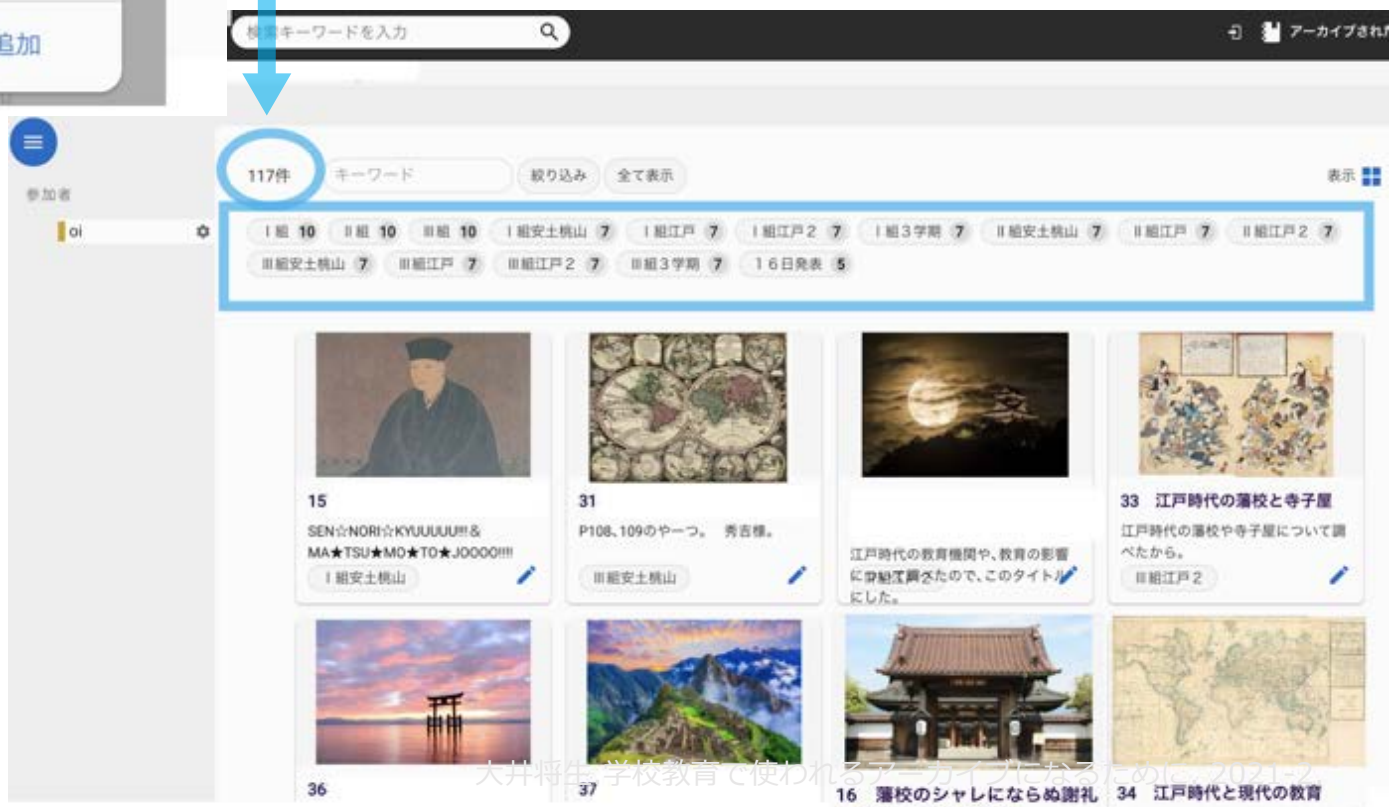 追加
検索キーワードを入力
アーカイブされた
参加者
oi
117件 キーワード 絞り込み 全て表示 表示
Ⅰ組 10 Ⅱ組 10 Ⅲ組 10 Ⅰ組安土桃山 7 Ⅰ組江戸 7 Ⅰ組江戸2 7 Ⅰ組3学期 7 Ⅱ組安土桃山 7 Ⅱ組江戸 7 Ⅱ組江戸2 7
Ⅲ組安土桃山 7 Ⅲ組江戸 7 Ⅲ組江戸2 7 Ⅲ組3学期 7 16日発表 5
15
SEN☆NORI☆KYUUUUU!!!&
MA★TSU★MO★TO★JOOOO!!!!
Ⅰ組安土桃山
31
P108、109のやーつ。 秀吉様。
Ⅲ組安土桃山
江戸時代の教育機関や、教育の影響
について調べたので、このタイトル
にした。
33 江戸時代の藩校と寺子屋
江戸時代の藩校や寺子屋について調
べたから。
Ⅲ組江戸2
36
37
16 藩校のシャレにならぬ謝礼
34 江戸時代と現代の教育
大井将生,学校教育で使われるアーカイブになるために, 2021-2,